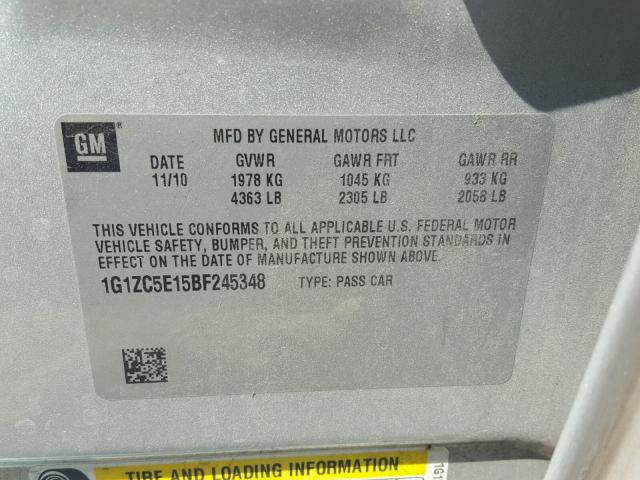 GM
®
MFD BY GENERAL MOTORS LLC
DATE GVWR GAWR FRT GAWR RR
11/10 1978 KG 1045 KG 933 KG
4363 LB 2305 LB 2058 LB
THIS VEHICLE CONFORMS TO ALL APPLICABLE U.S. FEDERAL MOTOR
VEHICLE SAFETY, BUMPER, AND THEFT PREVENTION STANDARDS IN
EFFECT ON THE DATE OF MANUFACTURE SHOWN ABOVE.
1G1ZC5E15BF245348 TYPE: PASS CAR
TIRE AND LOADING INFORMATION
1G1